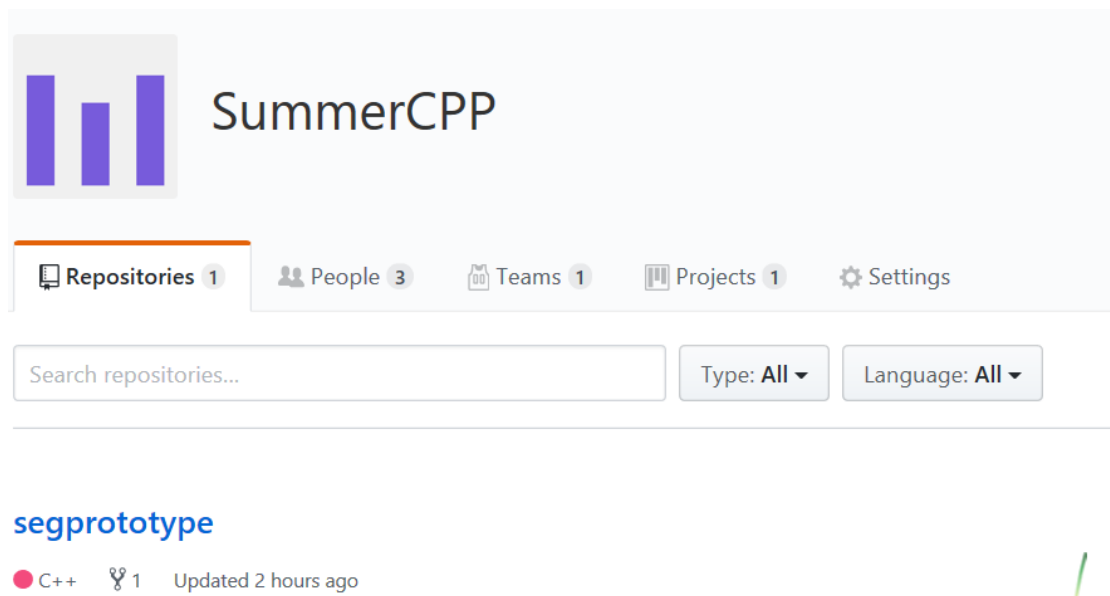 SummerCPP
Repositories 1 People 3 Teams 1 Projects 1 Settings
Search repositories... Type: All Language: All
segprototype
C++ 1 Updated 2 hours ago